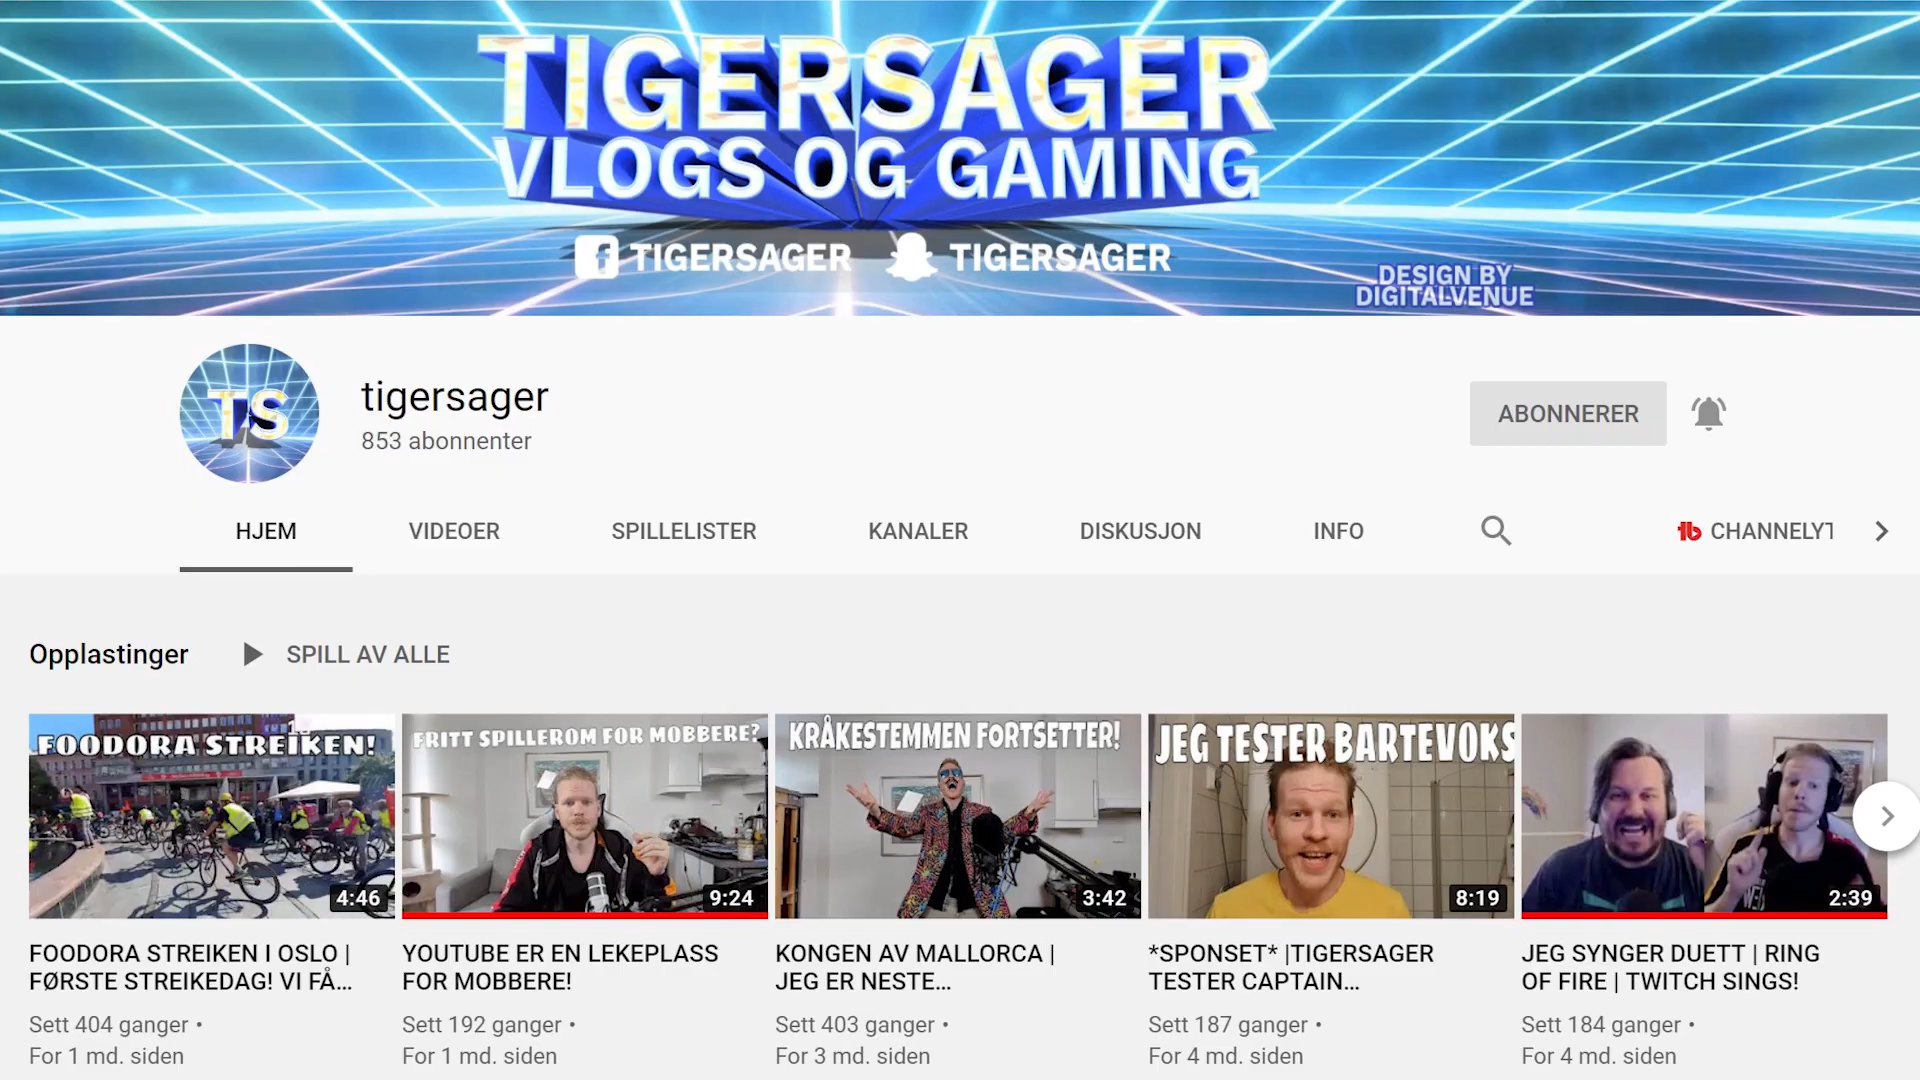 TIGERSAGER
VLOGS OG GAMING
TIGERSAGER TIGERSAGER
DESIGN BY
DIGITALVENUE
TS
tigersager
853 abonnenter
ABONNERER
HJEM VIDEOER SPILLELISTER KANALER DISKUSJON INFO CHANNELYT
Opplastinger SPILL AV ALLE
FOODORA STREIKEN!
4:46
FRITT SPILLEROM FOR MOBBERE?
9:24
KRÅKESTEMMEN FORTSETTER!
3:42
JEG TESTER BARTEVOKS
8:19
2:39
FOODORA STREIKEN I OSLO |
FØRSTE STREIKEDAG! VI FÅ...
Sett 404 ganger •
For 1 md. siden
YOUTUBE ER EN LEKEPLASS
FOR MOBBERE!
Sett 192 ganger •
For 1 md. siden
KONGEN AV MALLORCA |
JEG ER NESTE...
Sett 403 ganger •
For 3 md. siden
*SPONSET* |TIGERSAGER
TESTER CAPTAIN...
Sett 187 ganger •
For 4 md. siden
JEG SYNGER DUETT | RING
OF FIRE | TWITCH SINGS!
Sett 184 ganger •
For 4 md. siden